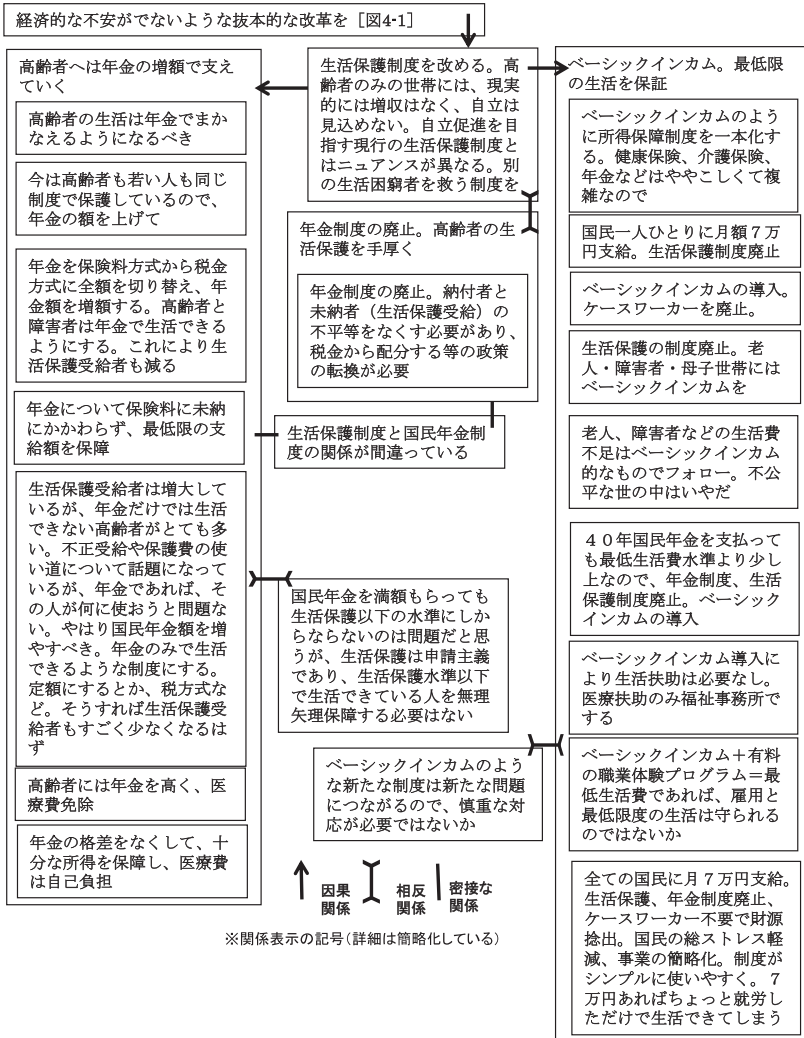 経済的な不安がでないような抜本的な改革を［図4-1］
高齢者へは年金の増額で支え
ていく
高齢者の生活は年金でまか
なえるようになるべき
今は高齢者も若い人も同じ
制度で保護しているので、
年金の額を上げて
年金を保険料方式から税金
方式に全額を切り替え、年
金額を増額する。高齢者と
障害者は年金で生活できる
ようにする。これにより生
活保護受給者も減る
年金について保険料に未納
にかかわらず、最低限の支
給額を保障
生活保護受給者は増大して
いるが、年金だけでは生活
できない高齢者がとても多
い。不正受給や保護費の使
い道について話題になって
いるが、年金であれば、そ
の人が何に使おうと問題な
い。やはり国民年金額を増
やすべき。年金のみで生活
できるような制度にする。
定額にするとか、税方式な
ど。そうすれば生活保護受
給者もすごく少なくなるは
ず
高齢者には年金を高く、医
療費免除
年金の格差をなくして、十
分な所得を保障し、医療費
は自己負担
生活保護制度を改める。高
齢者のみの世帯には、現実
的には増収はなく、自立は
見込めない。自立促進を目
指す現行の生活保護制度と
はニュアンスが異なる。別
の生活困窮者を救う制度を
年金制度の廃止。高齢者の生
活保護を手厚く
年金制度の廃止。納付者と
未納者（生活保護受給）の
不平等をなくす必要があり、
税金から配分する等の政策
の転換が必要
生活保護制度と国民年金制
度の関係が間違っている
国民年金を満額もらっても
生活保護以下の水準にしか
ならないのは問題だと思
うが、生活保護は申請主義
であり、生活保護水準以下
で生活できている人を無理
矢理保障する必要はない
ベーシックインカムのよう
な新たな制度は新たな問題
につながるので、慎重な対
応が必要ではないか
ベーシックインカム。最低限
の生活を保証
ベーシックインカムのよう
に所得保障制度を一本化す
る。健康保険、介護保険、
年金などはややこしくて複
雑なので
国民一人ひとりに月額７万
円支給。生活保護制度廃止
ベーシックインカムの導入。
ケースワーカーを廃止。
生活保護の制度廃止。老
人・障害者・母子世帯には
ベーシックインカムを
老人、障害者などの生活費
不足はベーシックインカム
的なものでフォロー。不公
平な世の中はいやだ
４０年国民年金を支払って
も最低生活費水準より少し
上なので、年金制度、生活
保護制度廃止。ベーシック
インカムの導入
ベーシックインカム導入に
より生活扶助は必要なし。
医療扶助のみ福祉事務所で
する
ベーシックインカム＋有料
の職業体験プログラム＝最
低生活費であれば、雇用と
最低限度の生活は守られる
のではないか
全ての国民に月７万円支給。
生活保護、年金制度廃止、
ケースワーカー不要で財源
捻出。国民の総ストレス軽
減、事業の簡略化。制度が
シンプルに使いやすく。７
万円あればちょっと就労し
ただけで生活できてしまう
因果
関係
相反
関係
密接な
関係
※関係表示の記号（詳細は簡略化している）